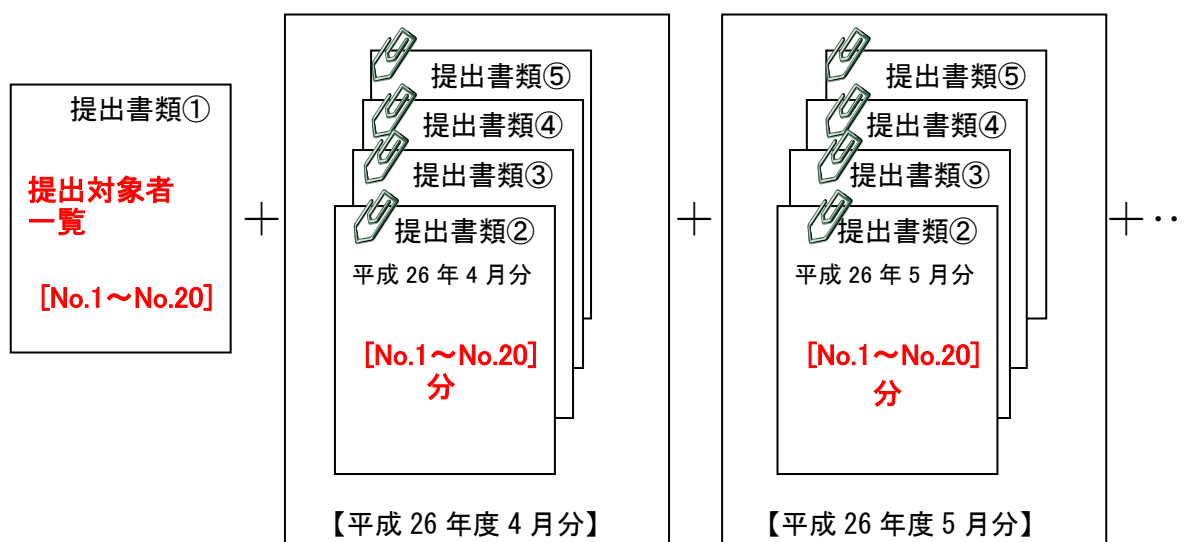 提出書類①
提出対象者
一覧
[No.1～No.20]
＋
提出書類⑤
提出書類④
提出書類③
提出書類②
平成 26 年 4 月分
[No.1～No.20]
分
【平成 26 年度 4 月分】
＋
提出書類⑤
提出書類④
提出書類③
提出書類②
平成 26 年 5 月分
[No.1～No.20]
分
【平成 26 年度 5 月分】
＋‥